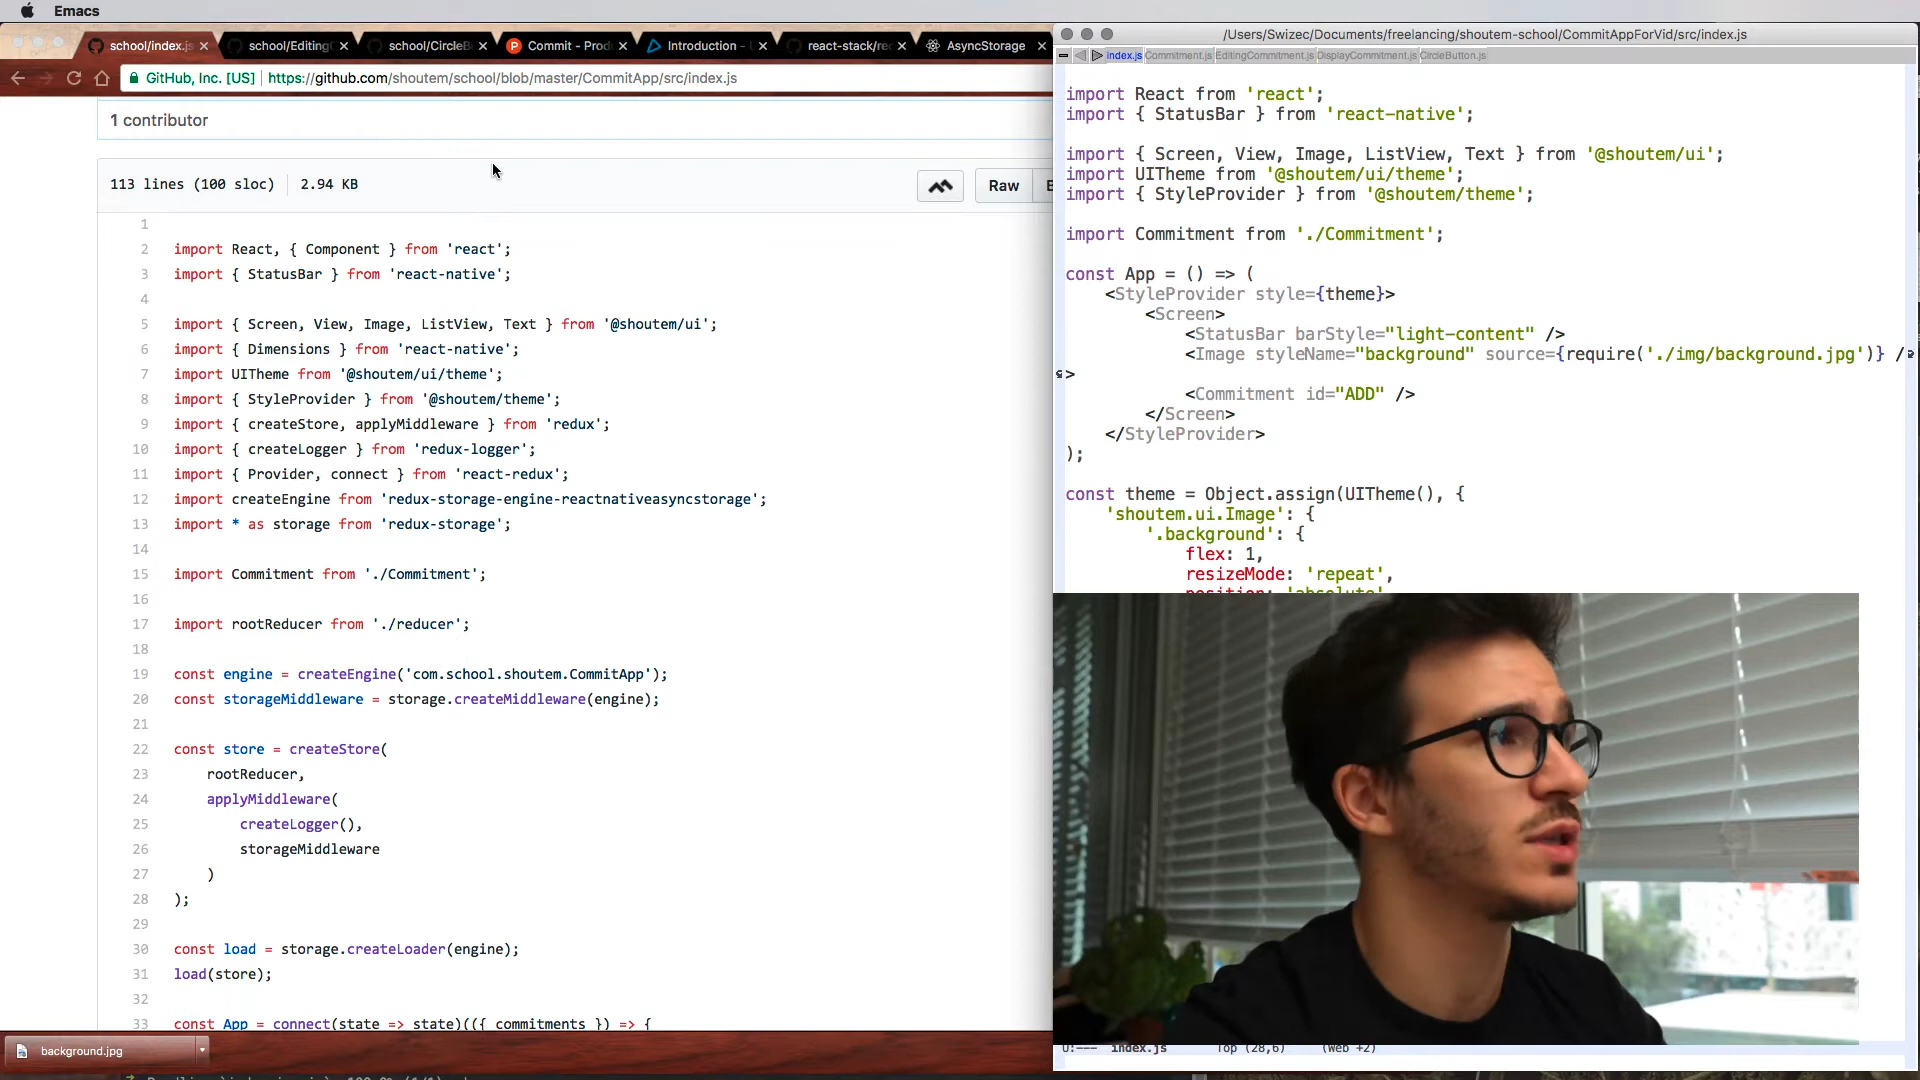 Emacs
school/index.js
school/Editing
school/CircleB
Commit - Prod
Introduction -
react-stack/re
AsyncStorage
GitHub, Inc. [US] https://github.com/shoutem/school/blob/master/CommitApp/src/index.js
1 contributor
113 lines (100 sloc) 2.94 KB
Raw
1
2 import React, { Component } from 'react';
3 import { StatusBar } from 'react-native';
4
5 import { Screen, View, Image, ListView, Text } from '@shoutem/ui';
6 import { Dimensions } from 'react-native';
7 import UITheme from '@shoutem/ui/theme';
8 import { StyleProvider } from '@shoutem/theme';
9 import { createStore, applyMiddleware } from 'redux';
10 import { createLogger } from 'redux-logger';
11 import { Provider, connect } from 'react-redux';
12 import createEngine from 'redux-storage-engine-reactnativeasyncstorage';
13 import * as storage from 'redux-storage';
14
15 import Commitment from './Commitment';
16
17 import rootReducer from './reducer';
18
19 const engine = createEngine('com.school.shoutem.CommitApp');
20 const storageMiddleware = storage.createMiddleware(engine);
21
22 const store = createStore(
23 rootReducer,
24 applyMiddleware(
25 createLogger(),
26 storageMiddleware
27 )
28 );
29
30 const load = storage.createLoader(engine);
31 load(store);
32
33 const App = connect(state => state)(({ commitments }) => {
background.jpg
/Users/Swizec/Documents/freelancing/shoutem-school/CommitAppForVid/src/index.js
index.js Commitment.js EditingCommitment.js DisplayCommitment.js CircleButton.js
import React from 'react';
import { StatusBar } from 'react-native';
import { Screen, View, Image, ListView, Text } from '@shoutem/ui';
import UITheme from '@shoutem/ui/theme';
import { StyleProvider } from '@shoutem/theme';
import Commitment from './Commitment';
const App = () => (
<StyleProvider style={theme}>
<Screen>
<StatusBar barStyle="light-content" />
<Image styleName="background" source={require('./img/background.jpg')} /
>
<Commitment id="ADD" />
</Screen>
</StyleProvider>
);
const theme = Object.assign(UITheme(), {
'shoutem.ui.Image': {
'.background': {
flex: 1,
resizeMode: 'repeat',
position: 'absolute',
U:--- index.js Top (28,6) (Web +2)